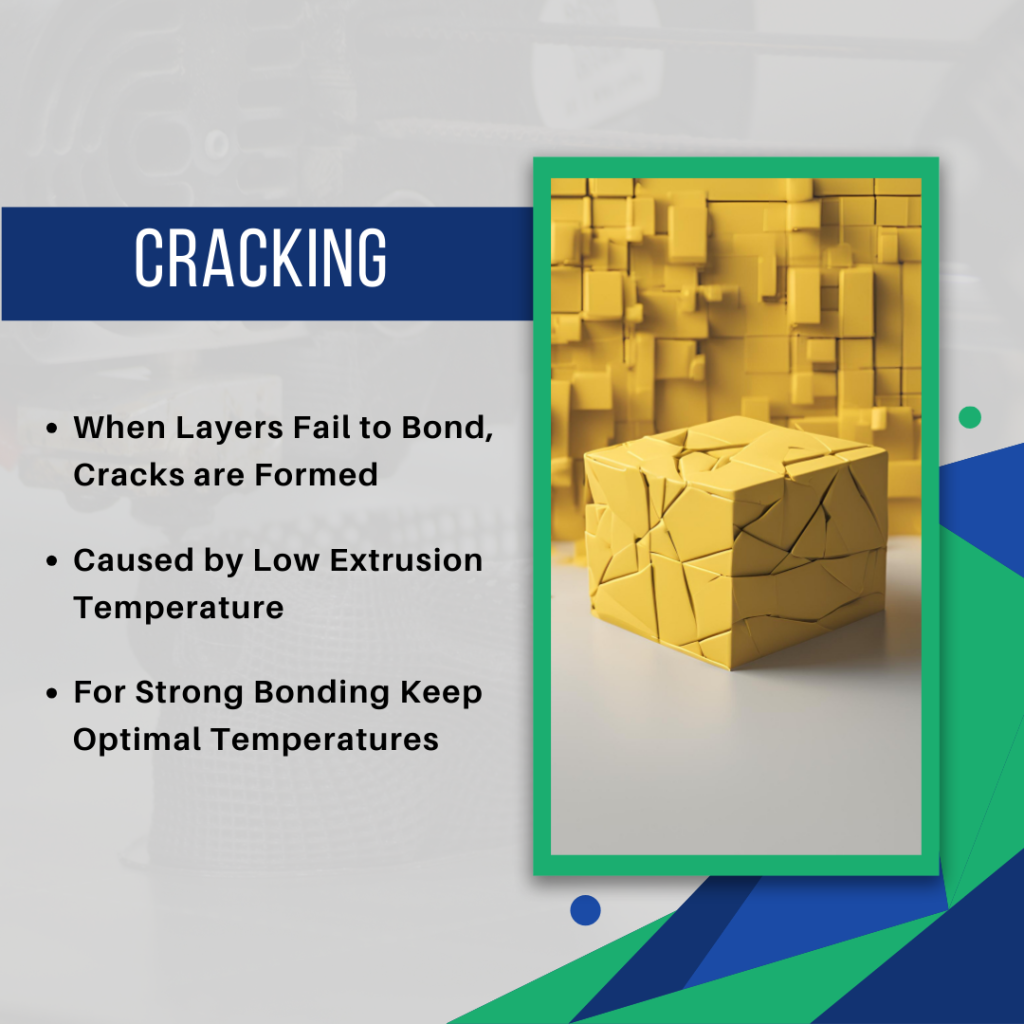 CRACKING
• When Layers Fail to Bond,
Cracks are Formed
• Caused by Low Extrusion
Temperature
• For Strong Bonding Keep
Optimal Temperatures